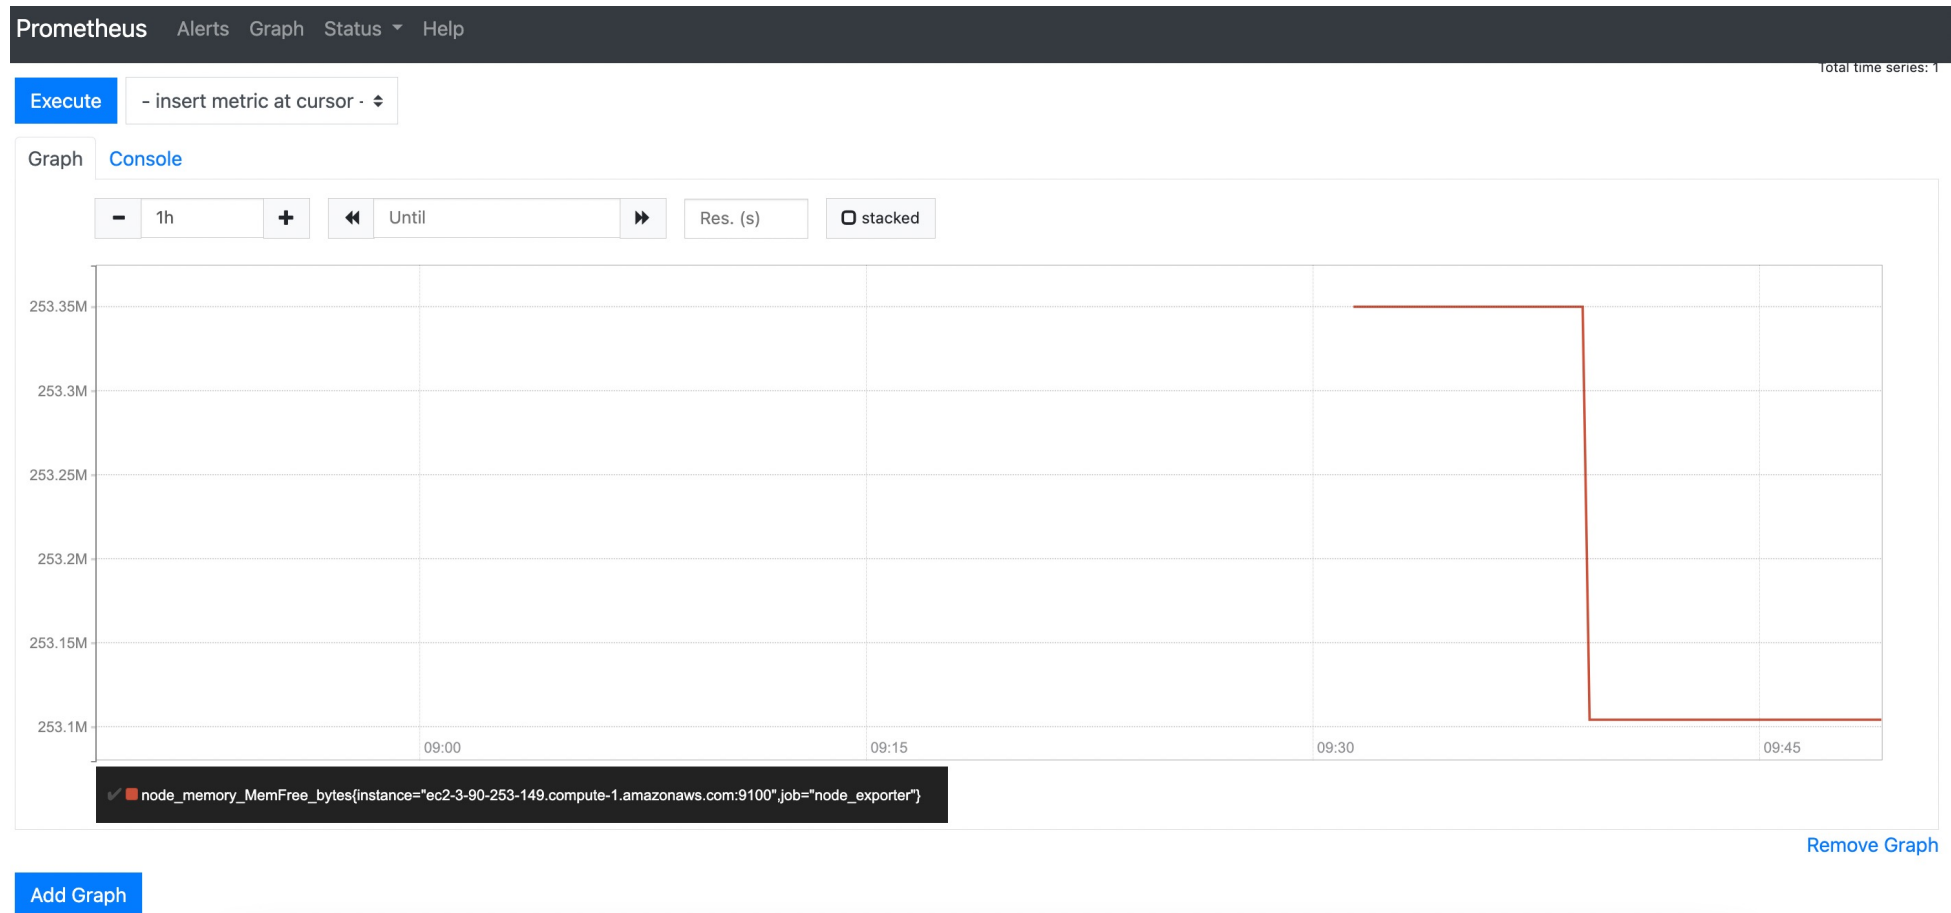 Prometheus Alerts Graph Status Help
Total time series: 1
Execute - insert metric at cursor -
Graph Console
1h Until Res. (s) stacked
253.35M
253.3M
253.25M
253.2M
253.15M
253.1M
09:00 09:15 09:30 09:45
node_memory_MemFree_bytes{instance="ec2-3-90-253-149.compute-1.amazonaws.com:9100",job="node_exporter"}
Remove Graph
Add Graph